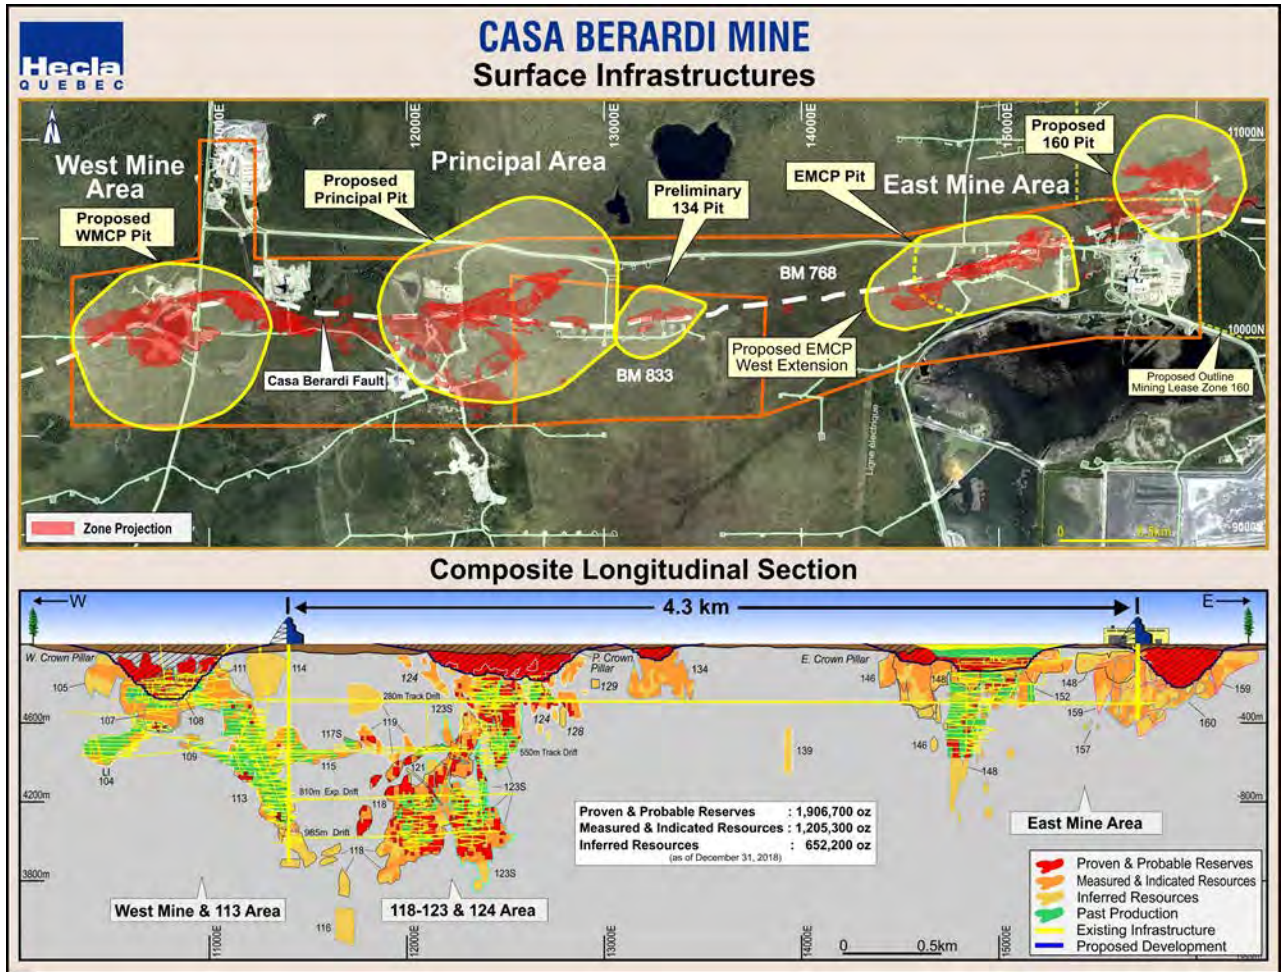 Hecla
QUEBEC
CASA BERARDI MINE
Surface Infrastructures
12000E
13000E
14000E
15000E
11000N
West Mine
Area
Principal Area
East Mine Area
Proposed
WMCP Pit
Proposed
Principal Pit
Preliminary
134 Pit
EMCP Pit
Proposed
160 Pit
BM 768
BM 833
10000N
Casa Berardi Fault
Proposed EMCP
West Extension
Proposed Outline
Mining Lease Zone 160
Ligne électrique
Zone Projection
0
0.5km
Composite Longitudinal Section
W
4.3 km
E
W. Crown Pillar
P. Crown
Pillar
E. Crown Pillar
105
111
114
124
129
134
146
148
148
152
159
159
160
280m Track Drift
107
108
119
123S
124
128
4600m
-400m
117S
109
115
121
550m Track Drift
139
146
157
LI
104
113
810m Exp. Drift
118
123S
148
4200m
-800m
985m Drift
118
123S
116
3800m
Proven & Probable Reserves : 1,906,700 oz
Measured & Indicated Resources : 1,205,300 oz
Inferred Resources : 652,200 oz
(as of December 31, 2018)
East Mine Area
West Mine & 113 Area
118-123 & 124 Area
Proven & Probable Reserves
Measured & Indicated Resources
Inferred Resources
Past Production
Existing Infrastructure
Proposed Development
11000E
12000E
13000E
14000E
15000E
0
0.5km